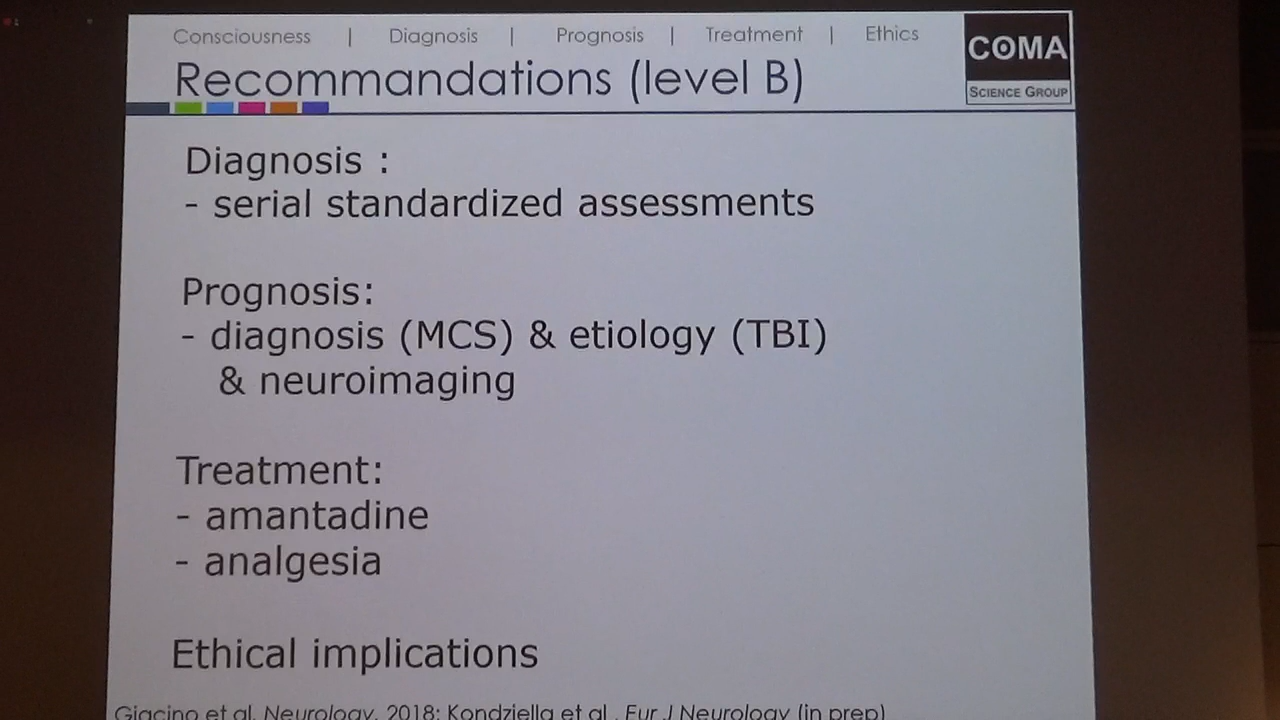 Consciousness | Diagnosis | Prognosis | Treatment | Ethics
COMA
SCIENCE GROUP
Recommandations (level B)
Diagnosis :
- serial standardized assessments
Prognosis:
- diagnosis (MCS) & etiology (TBI)
& neuroimaging
Treatment:
- amantadine
- analgesia
Ethical implications
Giacino et al, Neurology, 2018; Kondziella et al., Eur J Neurology (in prep)